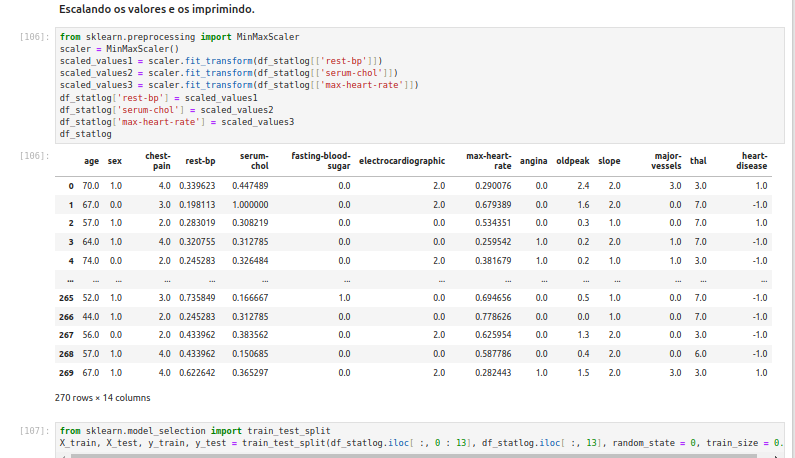 Escalando os valores e os imprimindo.
[106]: from sklearn.preprocessing import MinMaxScaler
scaler = MinMaxScaler()
scaled_values1 = scaler.fit_transform(df_statlog[['rest-bp']])
scaled_values2 = scaler.fit_transform(df_statlog[['serum-chol']])
scaled_values3 = scaler.fit_transform(df_statlog[['max-heart-rate']])
df_statlog['rest-bp'] = scaled_values1
df_statlog['serum-chol'] = scaled_values2
df_statlog['max-heart-rate'] = scaled_values3
df_statlog
[106]: age sex chest-pain rest-bp serum-chol fasting-blood-sugar electrocardiographic max-heart-rate angina oldpeak slope major-vessels thal heart-disease
0 70.0 1.0 4.0 0.339623 0.447489 0.0 2.0 0.290076 0.0 2.4 2.0 3.0 3.0 1.0
1 67.0 0.0 3.0 0.198113 1.000000 0.0 2.0 0.679389 0.0 1.6 2.0 0.0 7.0 -1.0
2 57.0 1.0 2.0 0.283019 0.308219 0.0 0.0 0.534351 0.0 0.3 1.0 0.0 7.0 1.0
3 64.0 1.0 4.0 0.320755 0.312785 0.0 0.0 0.259542 1.0 0.2 2.0 1.0 7.0 -1.0
4 74.0 0.0 2.0 0.245283 0.326484 0.0 2.0 0.381679 1.0 0.2 1.0 1.0 3.0 -1.0
... ... ... ... ... ... ... ... ... ... ... ... ... ... ...
265 52.0 1.0 3.0 0.735849 0.166667 1.0 0.0 0.694656 0.0 0.5 1.0 0.0 7.0 -1.0
266 44.0 1.0 2.0 0.245283 0.312785 0.0 0.0 0.778626 0.0 0.0 1.0 0.0 7.0 -1.0
267 56.0 0.0 2.0 0.433962 0.383562 0.0 2.0 0.625954 0.0 1.3 2.0 0.0 3.0 -1.0
268 57.0 1.0 4.0 0.433962 0.150685 0.0 0.0 0.587786 0.0 0.4 2.0 0.0 6.0 -1.0
269 67.0 1.0 4.0 0.622642 0.365297 0.0 2.0 0.282443 1.0 1.5 2.0 3.0 3.0 1.0
270 rows × 14 columns
[107]: from sklearn.model_selection import train_test_split
X_train, X_test, y_train, y_test = train_test_split(df_statlog.iloc[ :, 0 : 13], df_statlog.iloc[ :, 13], random_state = 0, train_size = 0.